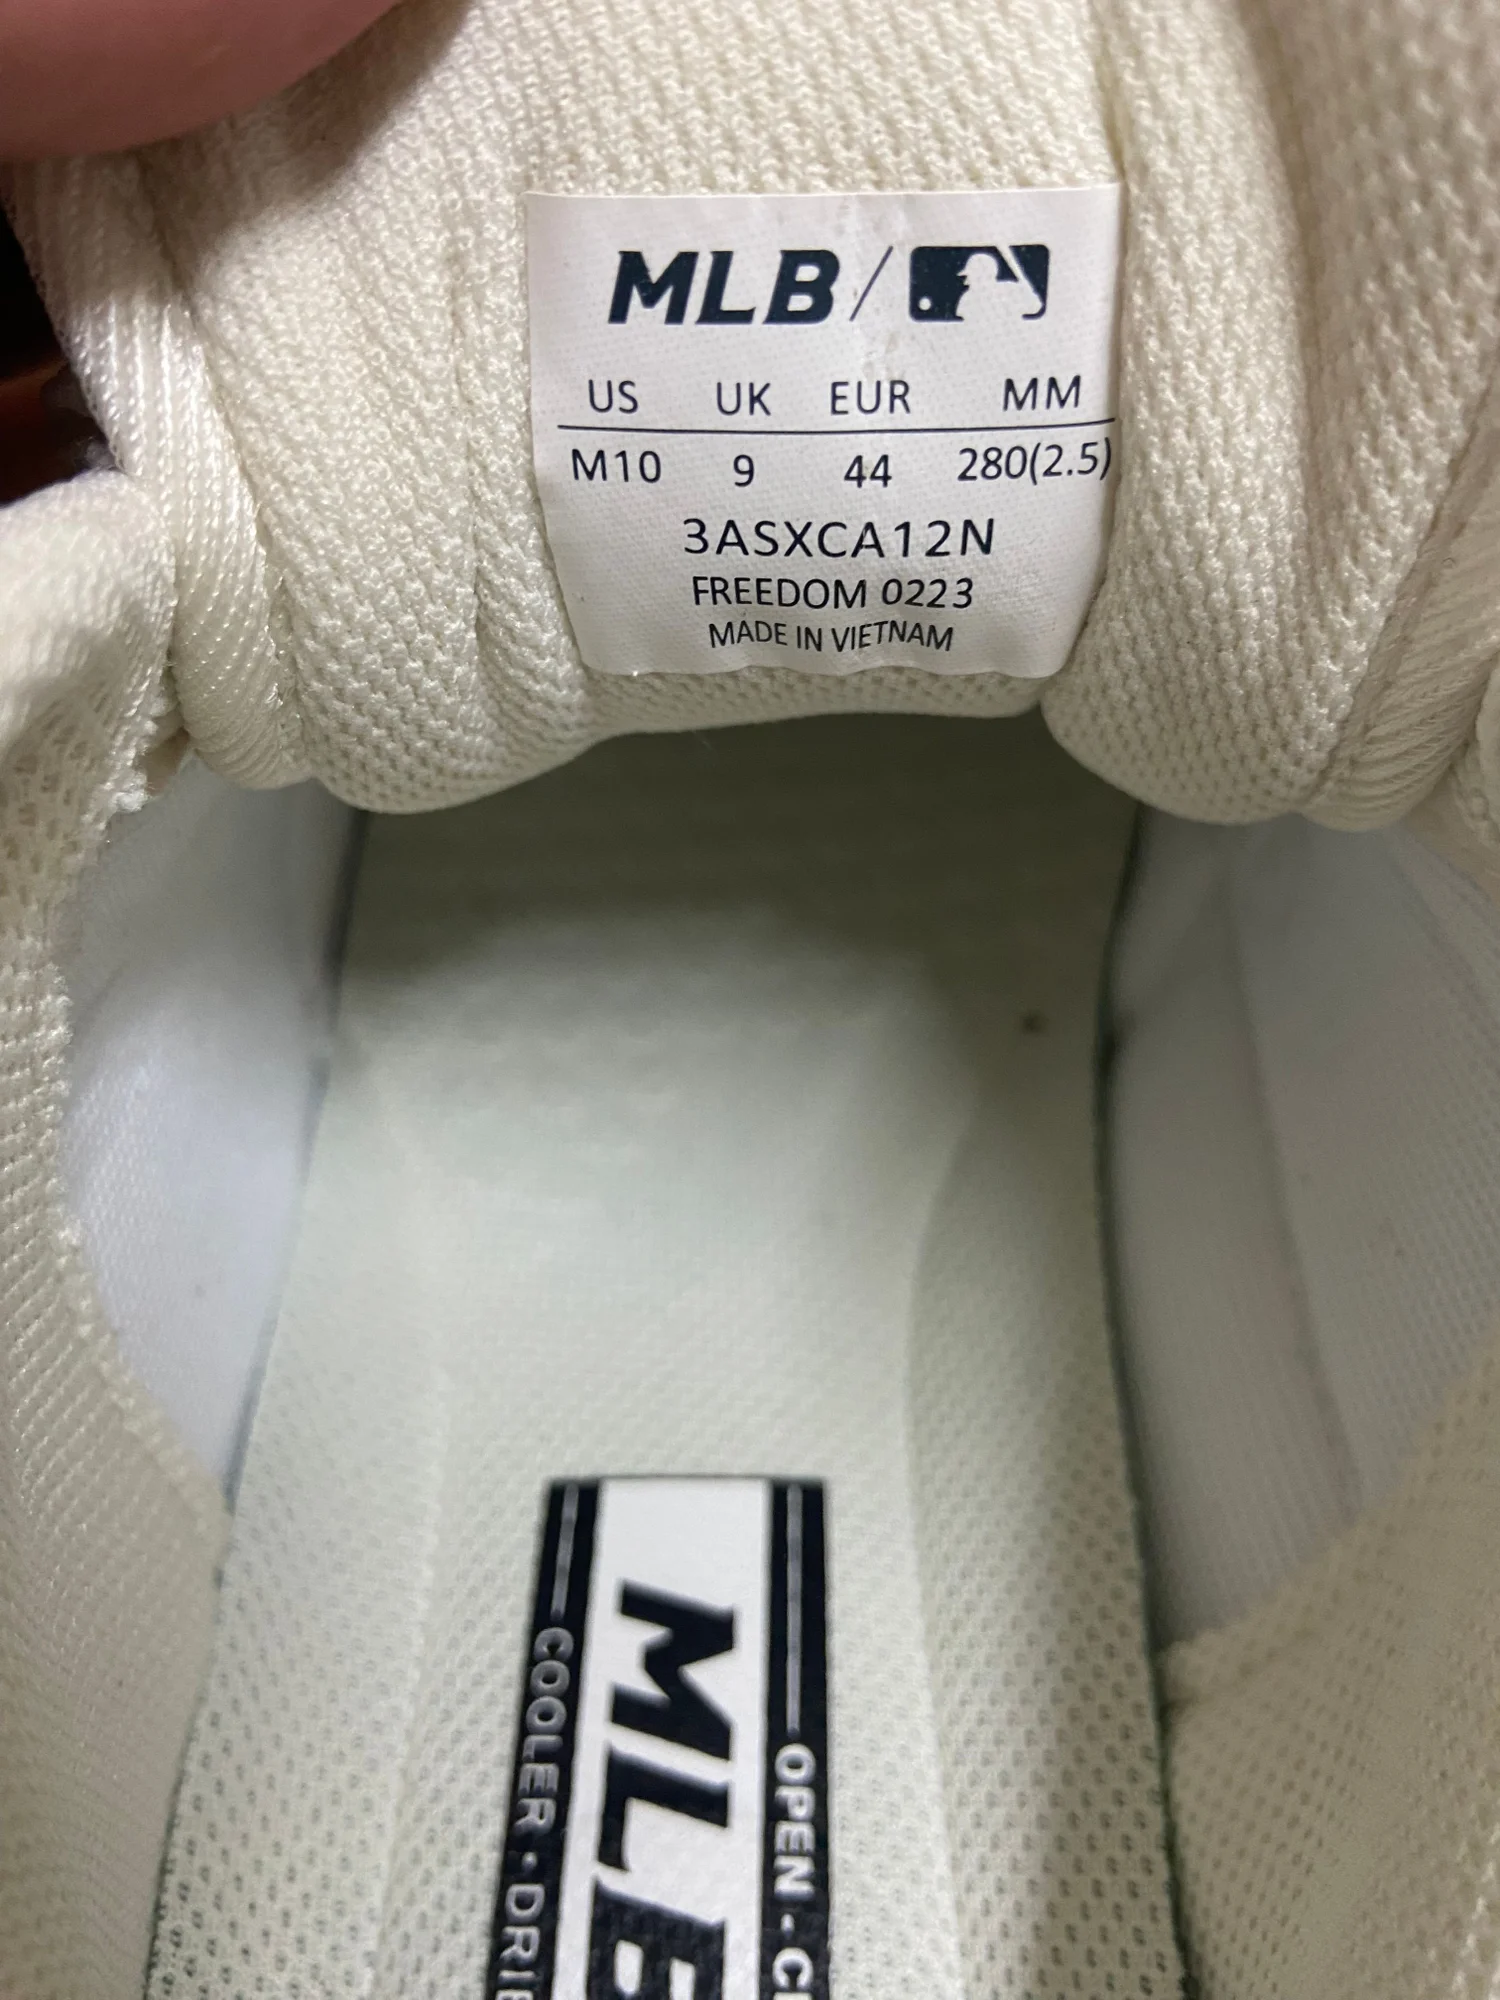 MLB /
US UK EUR MM
M10 9 44 280(2.5)
3ASXCA12N
FREEDOM 0223
MADE IN VIETNAM
MLB
COOLER · DRIE
OPEN - C